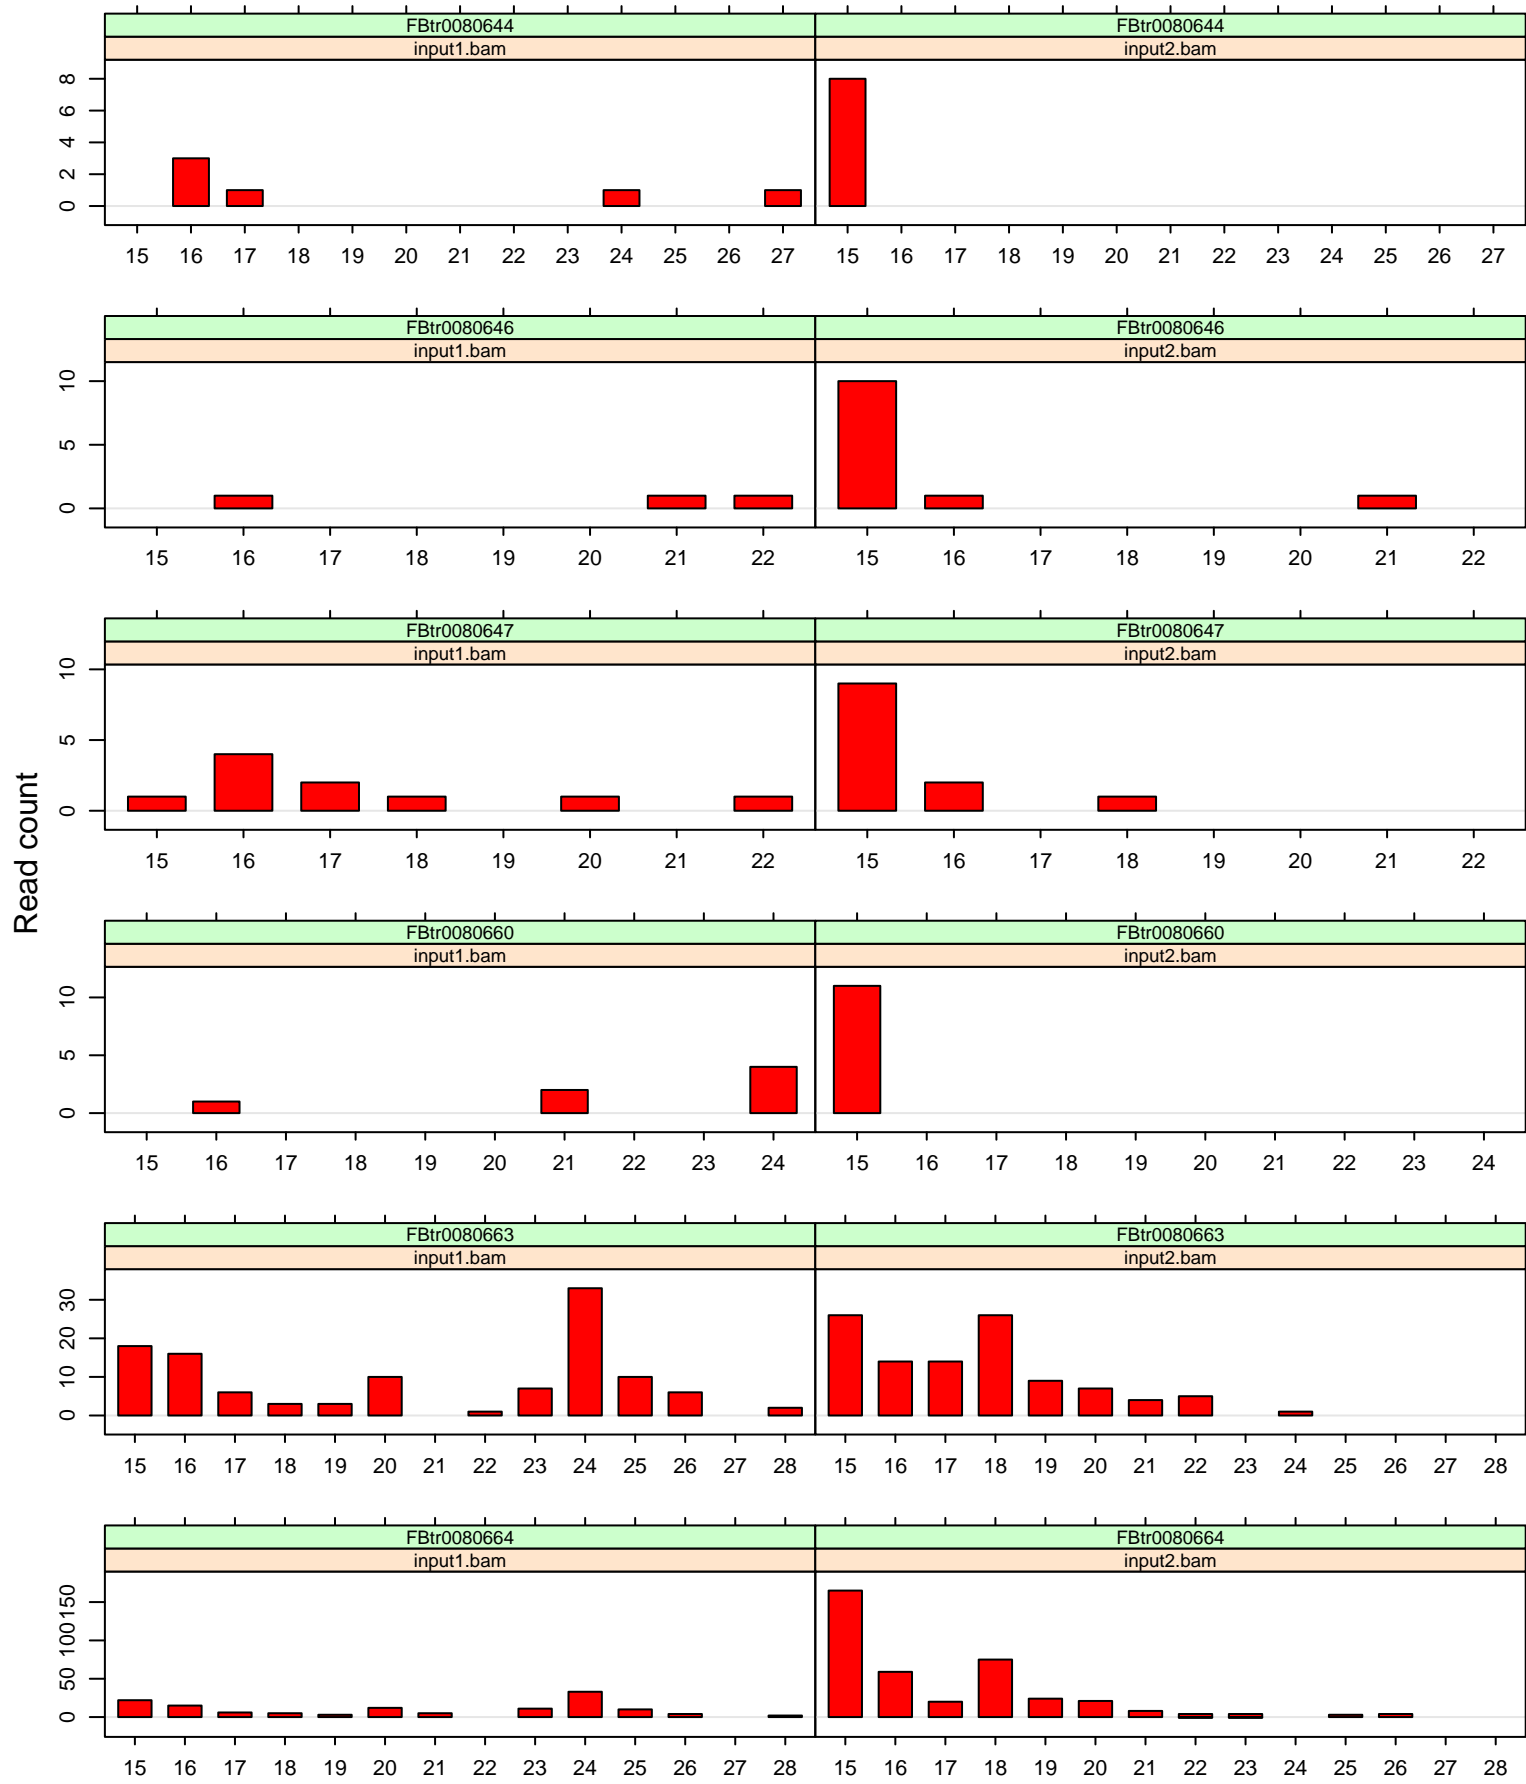 FBtr0080644 FBtr0080644
input1.bam input2.bam
8
6
4
2
0
15 16 17 18 19 20 21 22 23 24 25 26 27 15 16 17 18 19 20 21 22 23 24 25 26 27
FBtr0080646 FBtr0080646
input1.bam input2.bam
10
5
0
15 16 17 18 19 20 21 22 15 16 17 18 19 20 21 22
FBtr0080647 FBtr0080647
input1.bam input2.bam
10
5
0
15 16 17 18 19 20 21 22 15 16 17 18 19 20 21 22
Read count
FBtr0080660 FBtr0080660
input1.bam input2.bam
10
5
0
15 16 17 18 19 20 21 22 23 24 15 16 17 18 19 20 21 22 23 24
FBtr0080663 FBtr0080663
input1.bam input2.bam
30
20
10
0
15 16 17 18 19 20 21 22 23 24 25 26 27 28 15 16 17 18 19 20 21 22 23 24 25 26 27 28
FBtr0080664 FBtr0080664
input1.bam input2.bam
150
100
50
0
15 16 17 18 19 20 21 22 23 24 25 26 27 28 15 16 17 18 19 20 21 22 23 24 25 26 27 28